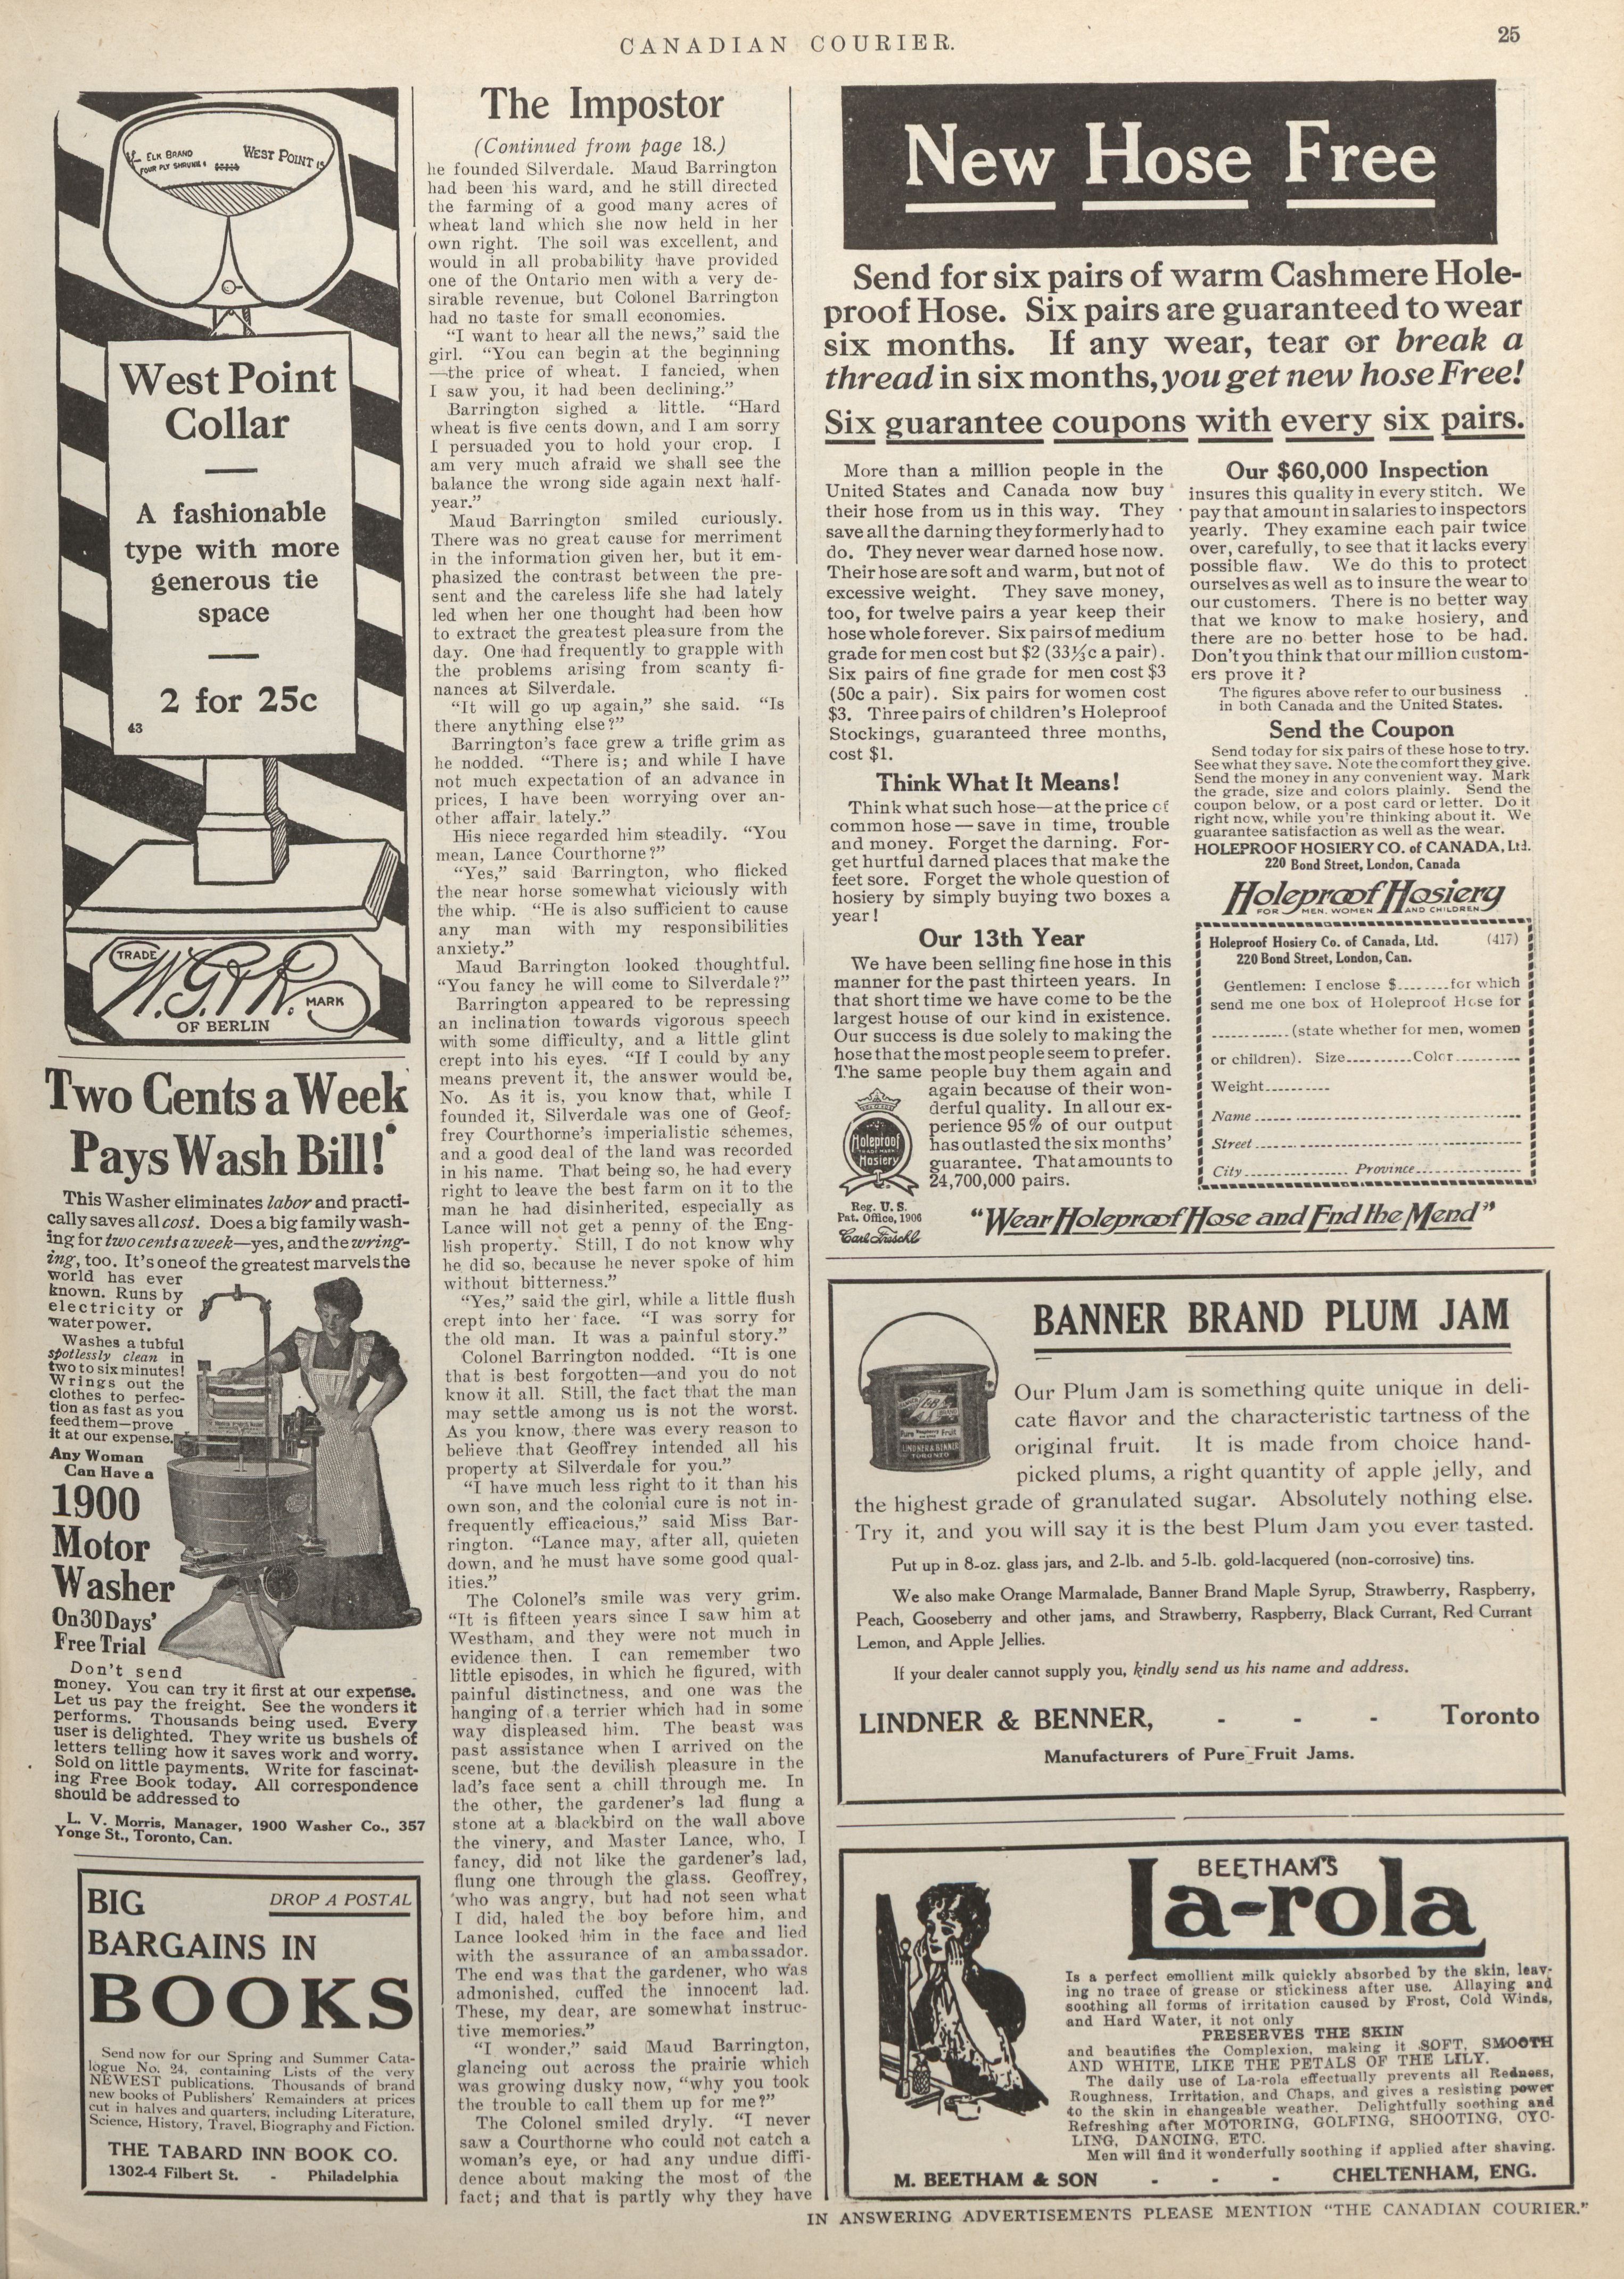 CANADIAN COURIER.
25
ELK BRAND
FOUR PLY SHRUNK
WEST POINT
West Point
Collar
A fashionable
type with more
generous tie
space
2 for 25c
43
TRADE
W.G.&R.
MARK
OF BERLIN
Two Cents a Week
Pays Wash Bill!
This Washer eliminates labor and practi-
cally saves all cost. Does a big family wash-
ing for two cents a week—yes, and the wring-
ing, too. It's one of the greatest marvels the
world has ever
known. Runs by
electricity or
water power.
Washes a tubful
spotlessly clean in
two to six minutes!
Wrings out the
clothes to perfec-
tion as fast as you
feed them—prove
it at our expense.
Any Woman
Can Have a
1900
Motor
Washer
On 30 Days'
Free Trial
Don't send
money. You can try it first at our expense.
Let us pay the freight. See the wonders it
performs. Thousands being used. Every
user is delighted. They write us bushels of
letters telling how it saves work and worry.
Sold on little payments. Write for fascinat-
ing Free Book today. All correspondence
should be addressed to
L. V. Morris, Manager, 1900 Washer Co., 357
Yonge St., Toronto, Can.
BIG
DROP A POSTAL
BARGAINS IN
BOOKS
Send now for our Spring and Summer Cata-
logue No. 24, containing Lists of the very
NEWEST publications. Thousands of brand
new books of Publishers' Remainders at prices
cut in halves and quarters, including Literature,
Science, History, Travel, Biography and Fiction.
THE TABARD INN BOOK CO.
1302-4 Filbert St. - Philadelphia
The Impostor
(Continued from page 18.)
he founded Silverdale. Maud Barrington
had been his ward, and he still directed
the farming of a good many acres of
wheat land which she now held in her
own right. The soil was excellent, and
would in all probability have provided
one of the Ontario men with a very de-
sirable revenue, but Colonel Barrington
had no taste for small economies.
"I want to hear all the news," said the
girl. "You can begin at the beginning
—the price of wheat. I fancied, when
I saw you, it had been declining."
Barrington sighed a little. "Hard
wheat is five cents down, and I am sorry
I persuaded you to hold your crop. I
am very much afraid we shall see the
balance the wrong side again next half-
year."
Maud Barrington smiled curiously.
There was no great cause for merriment
in the information given her, but it em-
phasized the contrast between the pre-
sent and the careless life she had lately
led when her one thought had been how
to extract the greatest pleasure from the
day. One had frequently to grapple with
the problems arising from scanty fi-
nances at Silverdale.
"It will go up again," she said. "Is
there anything else?"
Barrington's face grew a trifle grim as
he nodded. "There is; and while I have
not much expectation of an advance in
prices, I have been worrying over an-
other affair lately."
His niece regarded him steadily. "You
mean, Lance Courthorne?"
"Yes," said Barrington, who flicked
the near horse somewhat viciously with
the whip. "He is also sufficient to cause
any man with my responsibilities
anxiety."
Maud Barrington looked thoughtful.
"You fancy he will come to Silverdale?"
Barrington appeared to be repressing
an inclination towards vigorous speech
with some difficulty, and a little glint
crept into his eyes. "If I could by any
means prevent it, the answer would be,
No. As it is, you know that, while I
founded it, Silverdale was one of Geof-
frey Courthorne's imperialistic schemes,
and a good deal of the land was recorded
in his name. That being so, he had every
right to leave the best farm on it to the
man he had disinherited, especially as
Lance will not get a penny of the Eng-
lish property. Still, I do not know why
he did so, because he never spoke of him
without bitterness."
"Yes," said the girl, while a little flush
crept into her face. "I was sorry for
the old man. It was a painful story."
Colonel Barrington nodded. "It is one
that is best forgotten—and you do not
know it all. Still, the fact that the man
may settle among us is not the worst.
As you know, there was every reason to
believe that Geoffrey intended all his
property at Silverdale for you."
"I have much less right to it than his
own son, and the colonial cure is not in-
frequently efficacious," said Miss Bar-
rington. "Lance may, after all, quieten
down, and he must have some good qual-
ities."
The Colonel's smile was very grim.
"It is fifteen years since I saw him at
Westham, and they were not much in
evidence then. I can remember two
little episodes, in which he figured, with
painful distinctness, and one was the
hanging of a terrier which had in some
way displeased him. The beast was
past assistance when I arrived on the
scene, but the devilish pleasure in the
lad's face sent a chill through me. In
the other, the gardener's lad flung a
stone at a blackbird on the wall above
the vinery, and Master Lance, who, I
fancy, did not like the gardener's lad,
flung one through the glass. Geoffrey,
who was angry, but had not seen what
I did, haled the boy before him, and
Lance looked him in the face and lied
with the assurance of an ambassador.
The end was that the gardener, who was
admonished, cuffed the innocent lad.
These, my dear, are somewhat instruc-
tive memories."
"I wonder," said Maud Barrington,
glancing out across the prairie which
was growing dusky now, "why you took
the trouble to call them up for me?"
The Colonel smiled dryly. "I never
saw a Courthorne who could not catch a
woman's eye, or had any undue diffi-
dence about making the most of the
fact; and that is partly why they have
New Hose Free
Send for six pairs of warm Cashmere Hole-
proof Hose. Six pairs are guaranteed to wear
six months. If any wear, tear or break a
thread in six months, you get new hose Free!
Six guarantee coupons with every six pairs.
More than a million people in the
United States and Canada now buy
their hose from us in this way. They
save all the darning they formerly had to
do. They never wear darned hose now.
Their hose are soft and warm, but not of
excessive weight. They save money,
too, for twelve pairs a year keep their
hose whole forever. Six pairs of medium
grade for men cost but $2 (33⅓c a pair).
Six pairs of fine grade for men cost $3
(50c a pair). Six pairs for women cost
$3. Three pairs of children's Holeproof
Stockings, guaranteed three months,
cost $1.
Think What It Means!
Think what such hose—at the price of
common hose—save in time, trouble
and money. Forget the darning. For-
get hurtful darned places that make the
feet sore. Forget the whole question of
hosiery by simply buying two boxes a
year!
Our 13th Year
We have been selling fine hose in this
manner for the past thirteen years. In
that short time we have come to be the
largest house of our kind in existence.
Our success is due solely to making the
hose that the most people seem to prefer.
The same people buy them again and
again because of their won-
derful quality. In all our ex-
perience 95% of our output
has outlasted the six months'
guarantee. That amounts to
24,700,000 pairs.
Holeproof
TRADE MARK
Hosiery
Reg. U. S.
Pat. Office, 1906
Carl Freschl
Our $60,000 Inspection
insures this quality in every stitch. We
pay that amount in salaries to inspectors
yearly. They examine each pair twice
over, carefully, to see that it lacks every
possible flaw. We do this to protect
ourselves as well as to insure the wear to
our customers. There is no better way
that we know to make hosiery, and
there are no better hose to be had.
Don't you think that our million custom-
ers prove it?
The figures above refer to our business
in both Canada and the United States.
Send the Coupon
Send today for six pairs of these hose to try.
See what they save. Note the comfort they give.
Send the money in any convenient way. Mark
the grade, size and colors plainly. Send the
coupon below, or a post card or letter. Do it
right now, while you're thinking about it. We
guarantee satisfaction as well as the wear.
HOLEPROOF HOSIERY CO. of CANADA, Ltd.
220 Bond Street, London, Canada
Holeproof Hosiery
FOR MEN, WOMEN AND CHILDREN
Holeproof Hosiery Co. of Canada, Ltd. (417)
220 Bond Street, London, Can.
Gentlemen: I enclose $........for which
send me one box of Holeproof Hose for
...........(state whether for men, women
or children). Size..........Color..........
Weight..........
Name
Street
City Province
"Wear Holeproof Hose and End the Mend"
BANNER BRAND PLUM JAM
Pure Raspberry Fruit
LINDNER & BENNER
TORONTO
Our Plum Jam is something quite unique in deli-
cate flavor and the characteristic tartness of the
original fruit. It is made from choice hand-
picked plums, a right quantity of apple jelly, and
the highest grade of granulated sugar. Absolutely nothing else.
Try it, and you will say it is the best Plum Jam you ever tasted.
Put up in 8-oz. glass jars, and 2-lb. and 5-lb. gold-lacquered (non-corrosive) tins.
We also make Orange Marmalade, Banner Brand Maple Syrup, Strawberry, Raspberry,
Peach, Gooseberry and other jams, and Strawberry, Raspberry, Black Currant, Red Currant
Lemon, and Apple Jellies.
If your dealer cannot supply you, kindly send us his name and address.
LINDNER & BENNER, - - - Toronto
Manufacturers of Pure Fruit Jams.
BEETHAM'S
La-rola
Is a perfect emollient milk quickly absorbed by the skin, leav-
ing no trace of grease or stickiness after use. Allaying and
soothing all forms of irritation caused by Frost, Cold Winds,
and Hard Water, it not only
PRESERVES THE SKIN
and beautifies the Complexion, making it SOFT, SMOOTH
AND WHITE, LIKE THE PETALS OF THE LILY.
The daily use of La-rola effectually prevents all Redness,
Roughness, Irritation, and Chaps, and gives a resisting power
to the skin in changeable weather. Delightfully soothing and
Refreshing after MOTORING, GOLFING, SHOOTING, CYC-
LING, DANCING, ETC.
Men will find it wonderfully soothing if applied after shaving.
M. BEETHAM & SON - - - CHELTENHAM, ENG.
IN ANSWERING ADVERTISEMENTS PLEASE MENTION "THE CANADIAN COURIER."